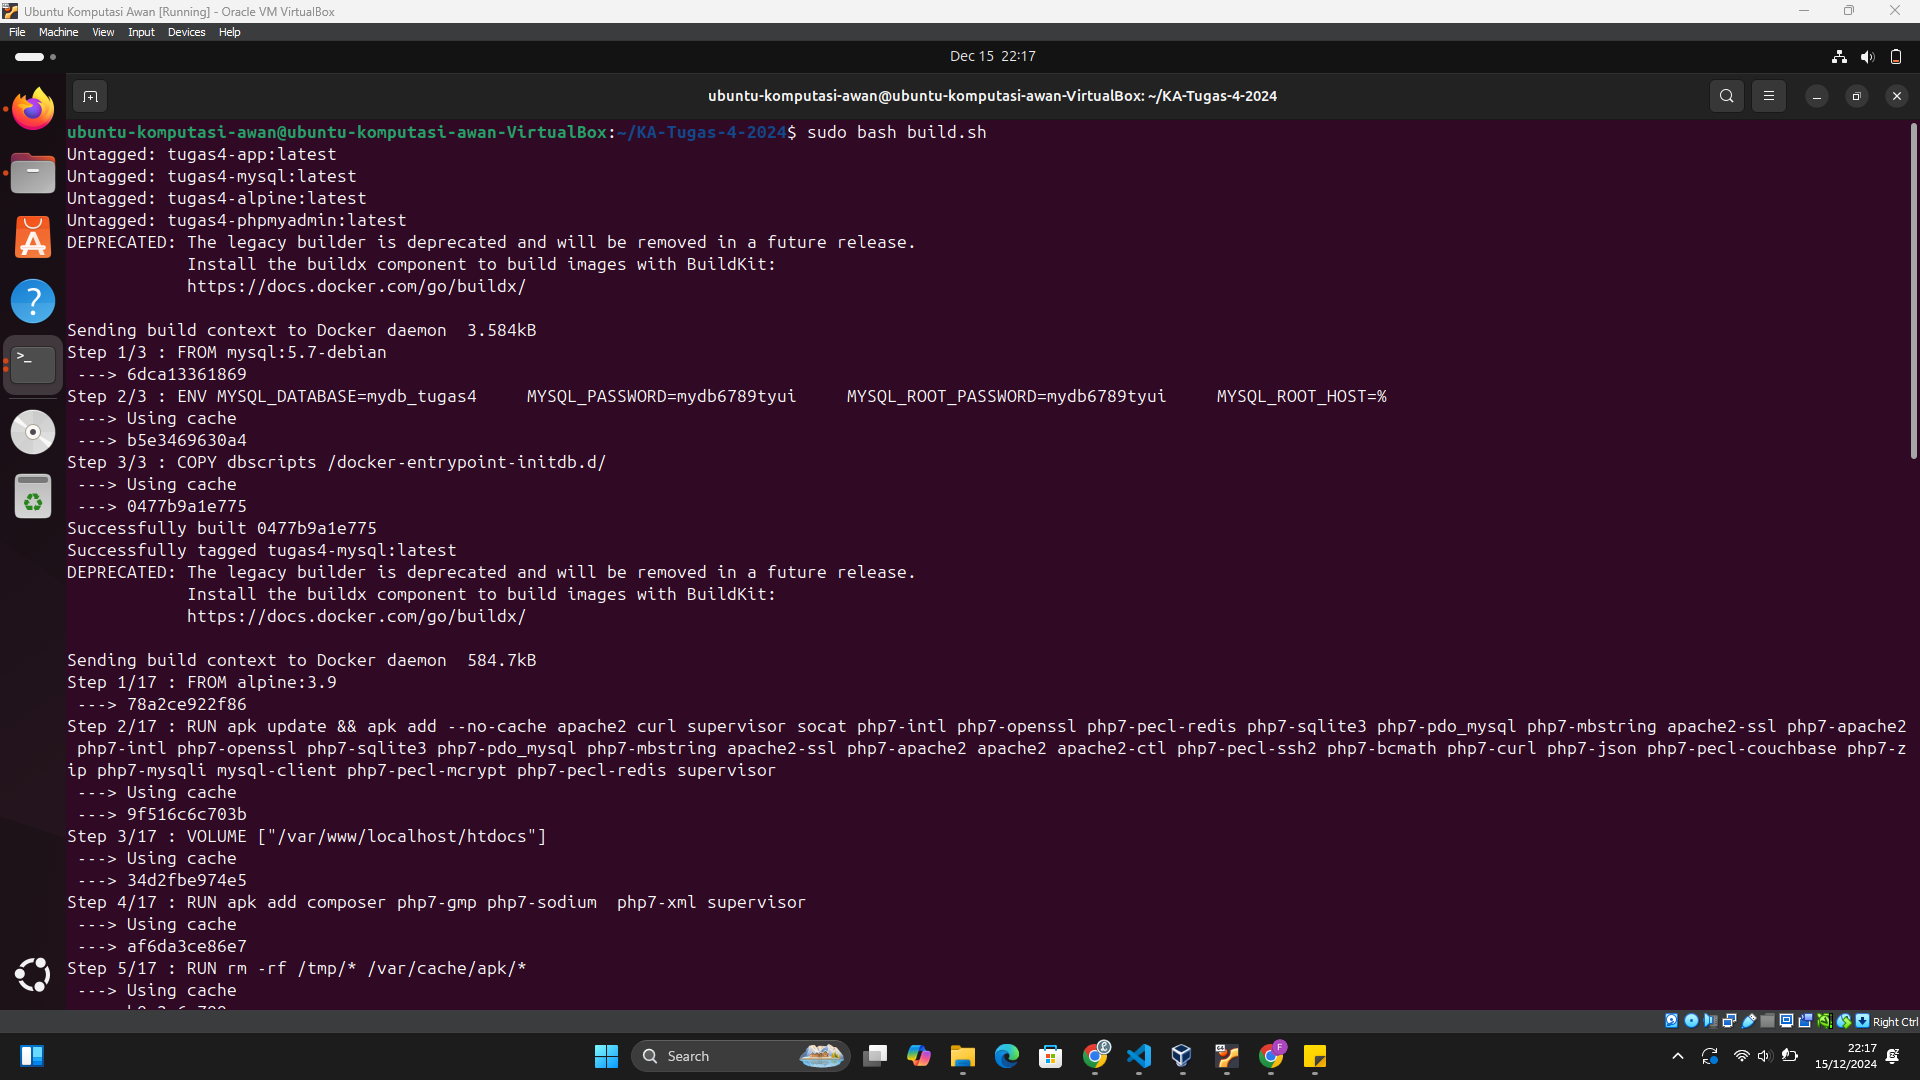 Ubuntu Komputasi Awan [Running] - Oracle VM VirtualBox
File Machine View Input Devices Help
Dec 15 22:17
ubuntu-komputasi-awan@ubuntu-komputasi-awan-VirtualBox: ~/KA-Tugas-4-2024
ubuntu-komputasi-awan@ubuntu-komputasi-awan-VirtualBox:~/KA-Tugas-4-2024$ sudo bash build.sh
Untagged: tugas4-app:latest
Untagged: tugas4-mysql:latest
Untagged: tugas4-alpine:latest
Untagged: tugas4-phpmyadmin:latest
DEPRECATED: The legacy builder is deprecated and will be removed in a future release.
            Install the buildx component to build images with BuildKit:
            https://docs.docker.com/go/buildx/
Sending build context to Docker daemon  3.584kB
Step 1/3 : FROM mysql:5.7-debian
 ---> 6dca13361869
Step 2/3 : ENV MYSQL_DATABASE=mydb_tugas4     MYSQL_PASSWORD=mydb6789tyui     MYSQL_ROOT_PASSWORD=mydb6789tyui     MYSQL_ROOT_HOST=%
 ---> Using cache
 ---> b5e3469630a4
Step 3/3 : COPY dbscripts /docker-entrypoint-initdb.d/
 ---> Using cache
 ---> 0477b9a1e775
Successfully built 0477b9a1e775
Successfully tagged tugas4-mysql:latest
DEPRECATED: The legacy builder is deprecated and will be removed in a future release.
            Install the buildx component to build images with BuildKit:
            https://docs.docker.com/go/buildx/
Sending build context to Docker daemon  584.7kB
Step 1/17 : FROM alpine:3.9
 ---> 78a2ce922f86
Step 2/17 : RUN apk update && apk add --no-cache apache2 curl supervisor socat php7-intl php7-openssl php7-pecl-redis php7-sqlite3 php7-pdo_mysql php7-mbstring apache2-ssl php7-apache2
 php7-intl php7-openssl php7-sqlite3 php7-pdo_mysql php7-mbstring apache2-ssl php7-apache2 apache2 apache2-ctl php7-pecl-ssh2 php7-bcmath php7-curl php7-json php7-pecl-couchbase php7-z
ip php7-mysqli mysql-client php7-pecl-mcrypt php7-pecl-redis supervisor
 ---> Using cache
 ---> 9f516c6c703b
Step 3/17 : VOLUME ["/var/www/localhost/htdocs"]
 ---> Using cache
 ---> 34d2fbe974e5
Step 4/17 : RUN apk add composer php7-gmp php7-sodium  php7-xml supervisor
 ---> Using cache
 ---> af6da3ce86e7
Step 5/17 : RUN rm -rf /tmp/* /var/cache/apk/*
 ---> Using cache
Right Ctrl
Search
22:17
15/12/2024